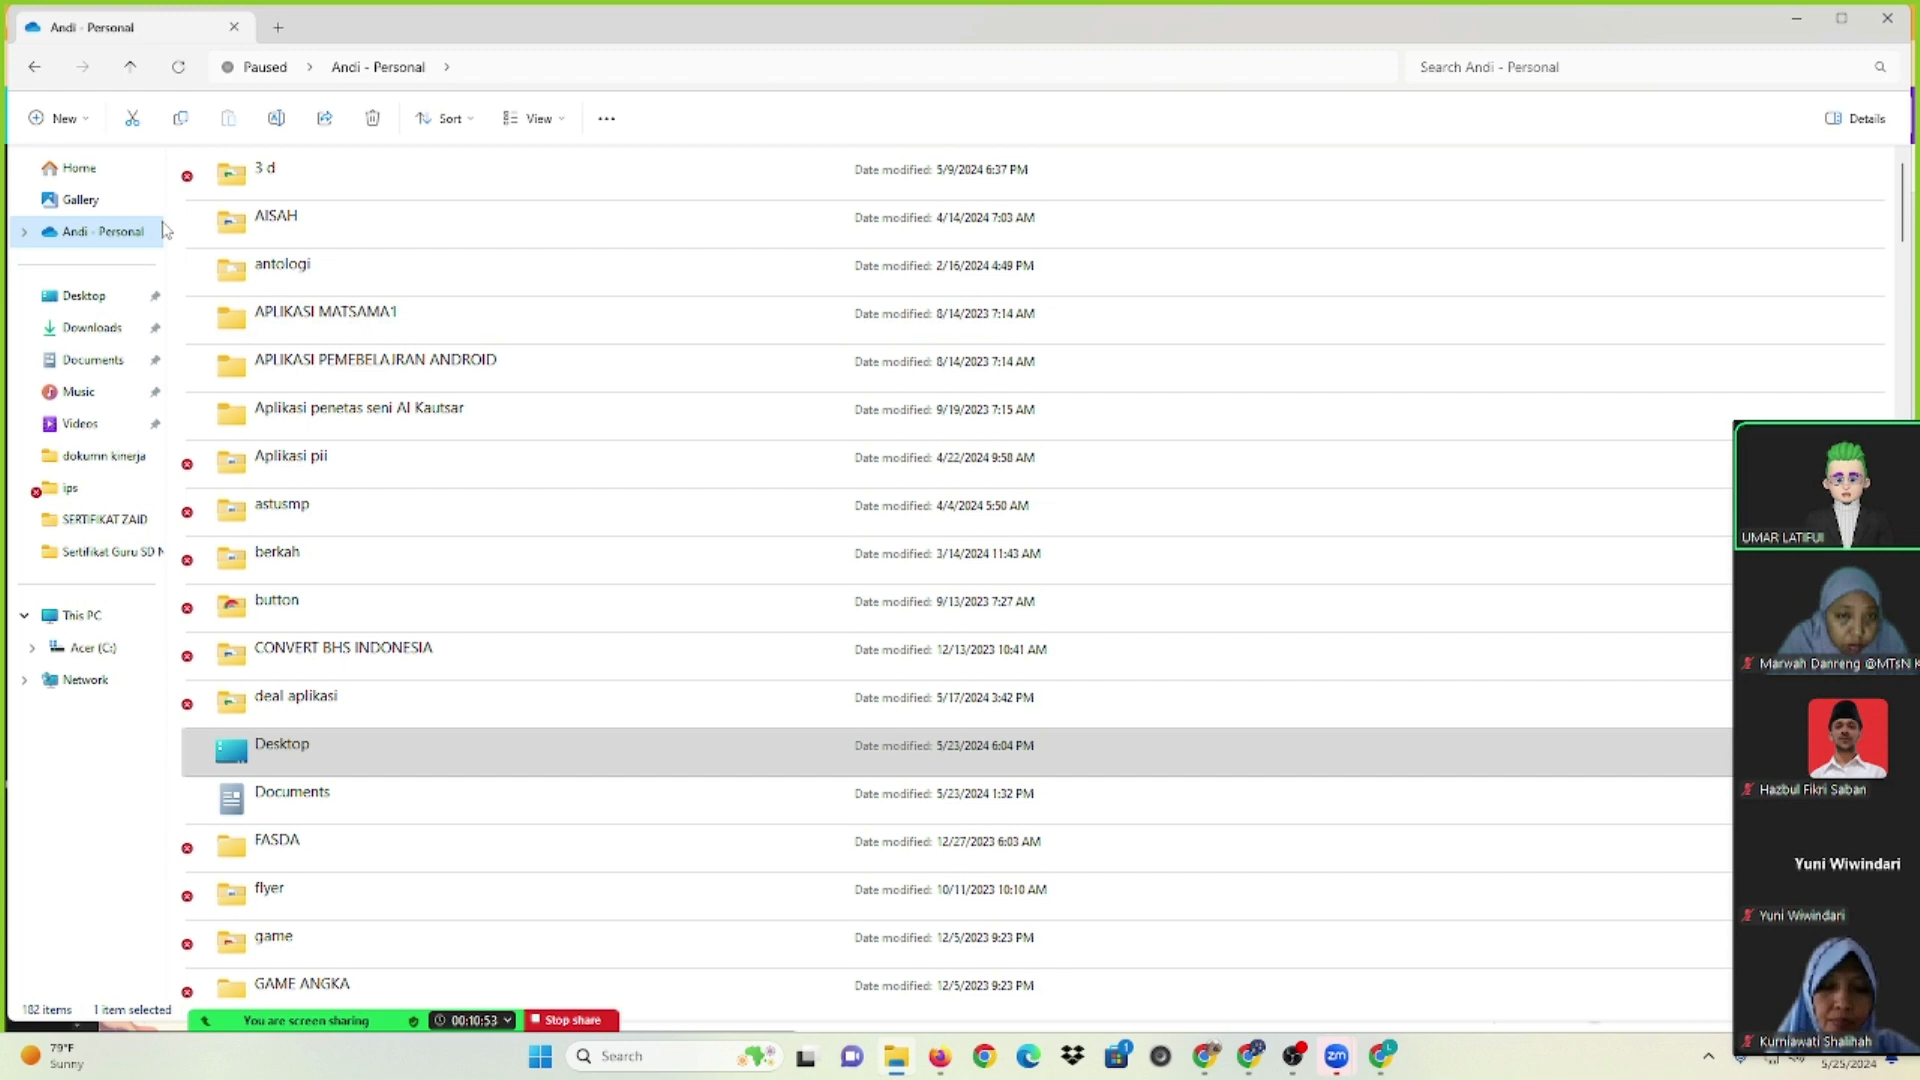 Andi - Personal
Paused > Andi - Personal >
Search Andi - Personal
New
Sort
View
Details
Home
Gallery
Andi - Personal
Desktop
Downloads
Documents
Music
Videos
dokumn kinerja
ips
SERTIFIKAT ZAID
Sertifikat Guru SD N
This PC
Acer (C:)
Network
3 d Date modified: 5/9/2024 6:37 PM
AISAH Date modified: 4/14/2024 7:03 AM
antologi Date modified: 2/16/2024 4:49 PM
APLIKASI MATSAMA1 Date modified: 8/14/2023 7:14 AM
APLIKASI PEMEBELAJRAN ANDROID Date modified: 8/14/2023 7:14 AM
Aplikasi penetas seni Al Kautsar Date modified: 9/19/2023 7:15 AM
Aplikasi pii Date modified: 4/22/2024 9:58 AM
astusmp Date modified: 4/4/2024 5:50 AM
berkah Date modified: 3/14/2024 11:43 AM
button Date modified: 9/13/2023 7:27 AM
CONVERT BHS INDONESIA Date modified: 12/13/2023 10:41 AM
deal aplikasi Date modified: 5/17/2024 3:42 PM
Desktop Date modified: 5/23/2024 6:04 PM
Documents Date modified: 5/23/2024 1:32 PM
FASDA Date modified: 12/27/2023 6:03 AM
flyer Date modified: 10/11/2023 10:10 AM
game Date modified: 12/5/2023 9:23 PM
GAME ANGKA Date modified: 12/5/2023 9:23 PM
UMAR LATIFUI
Marwah Danreng @MTsN K
Hazbul Fikri Saban
Yuni Wiwindari
Yuni Wiwindari
Kurniawati Shalihah
182 items 1 item selected
You are screen sharing 00:10:53 Stop share
79°F
Sunny
Search
1
zm
L
5/25/2024